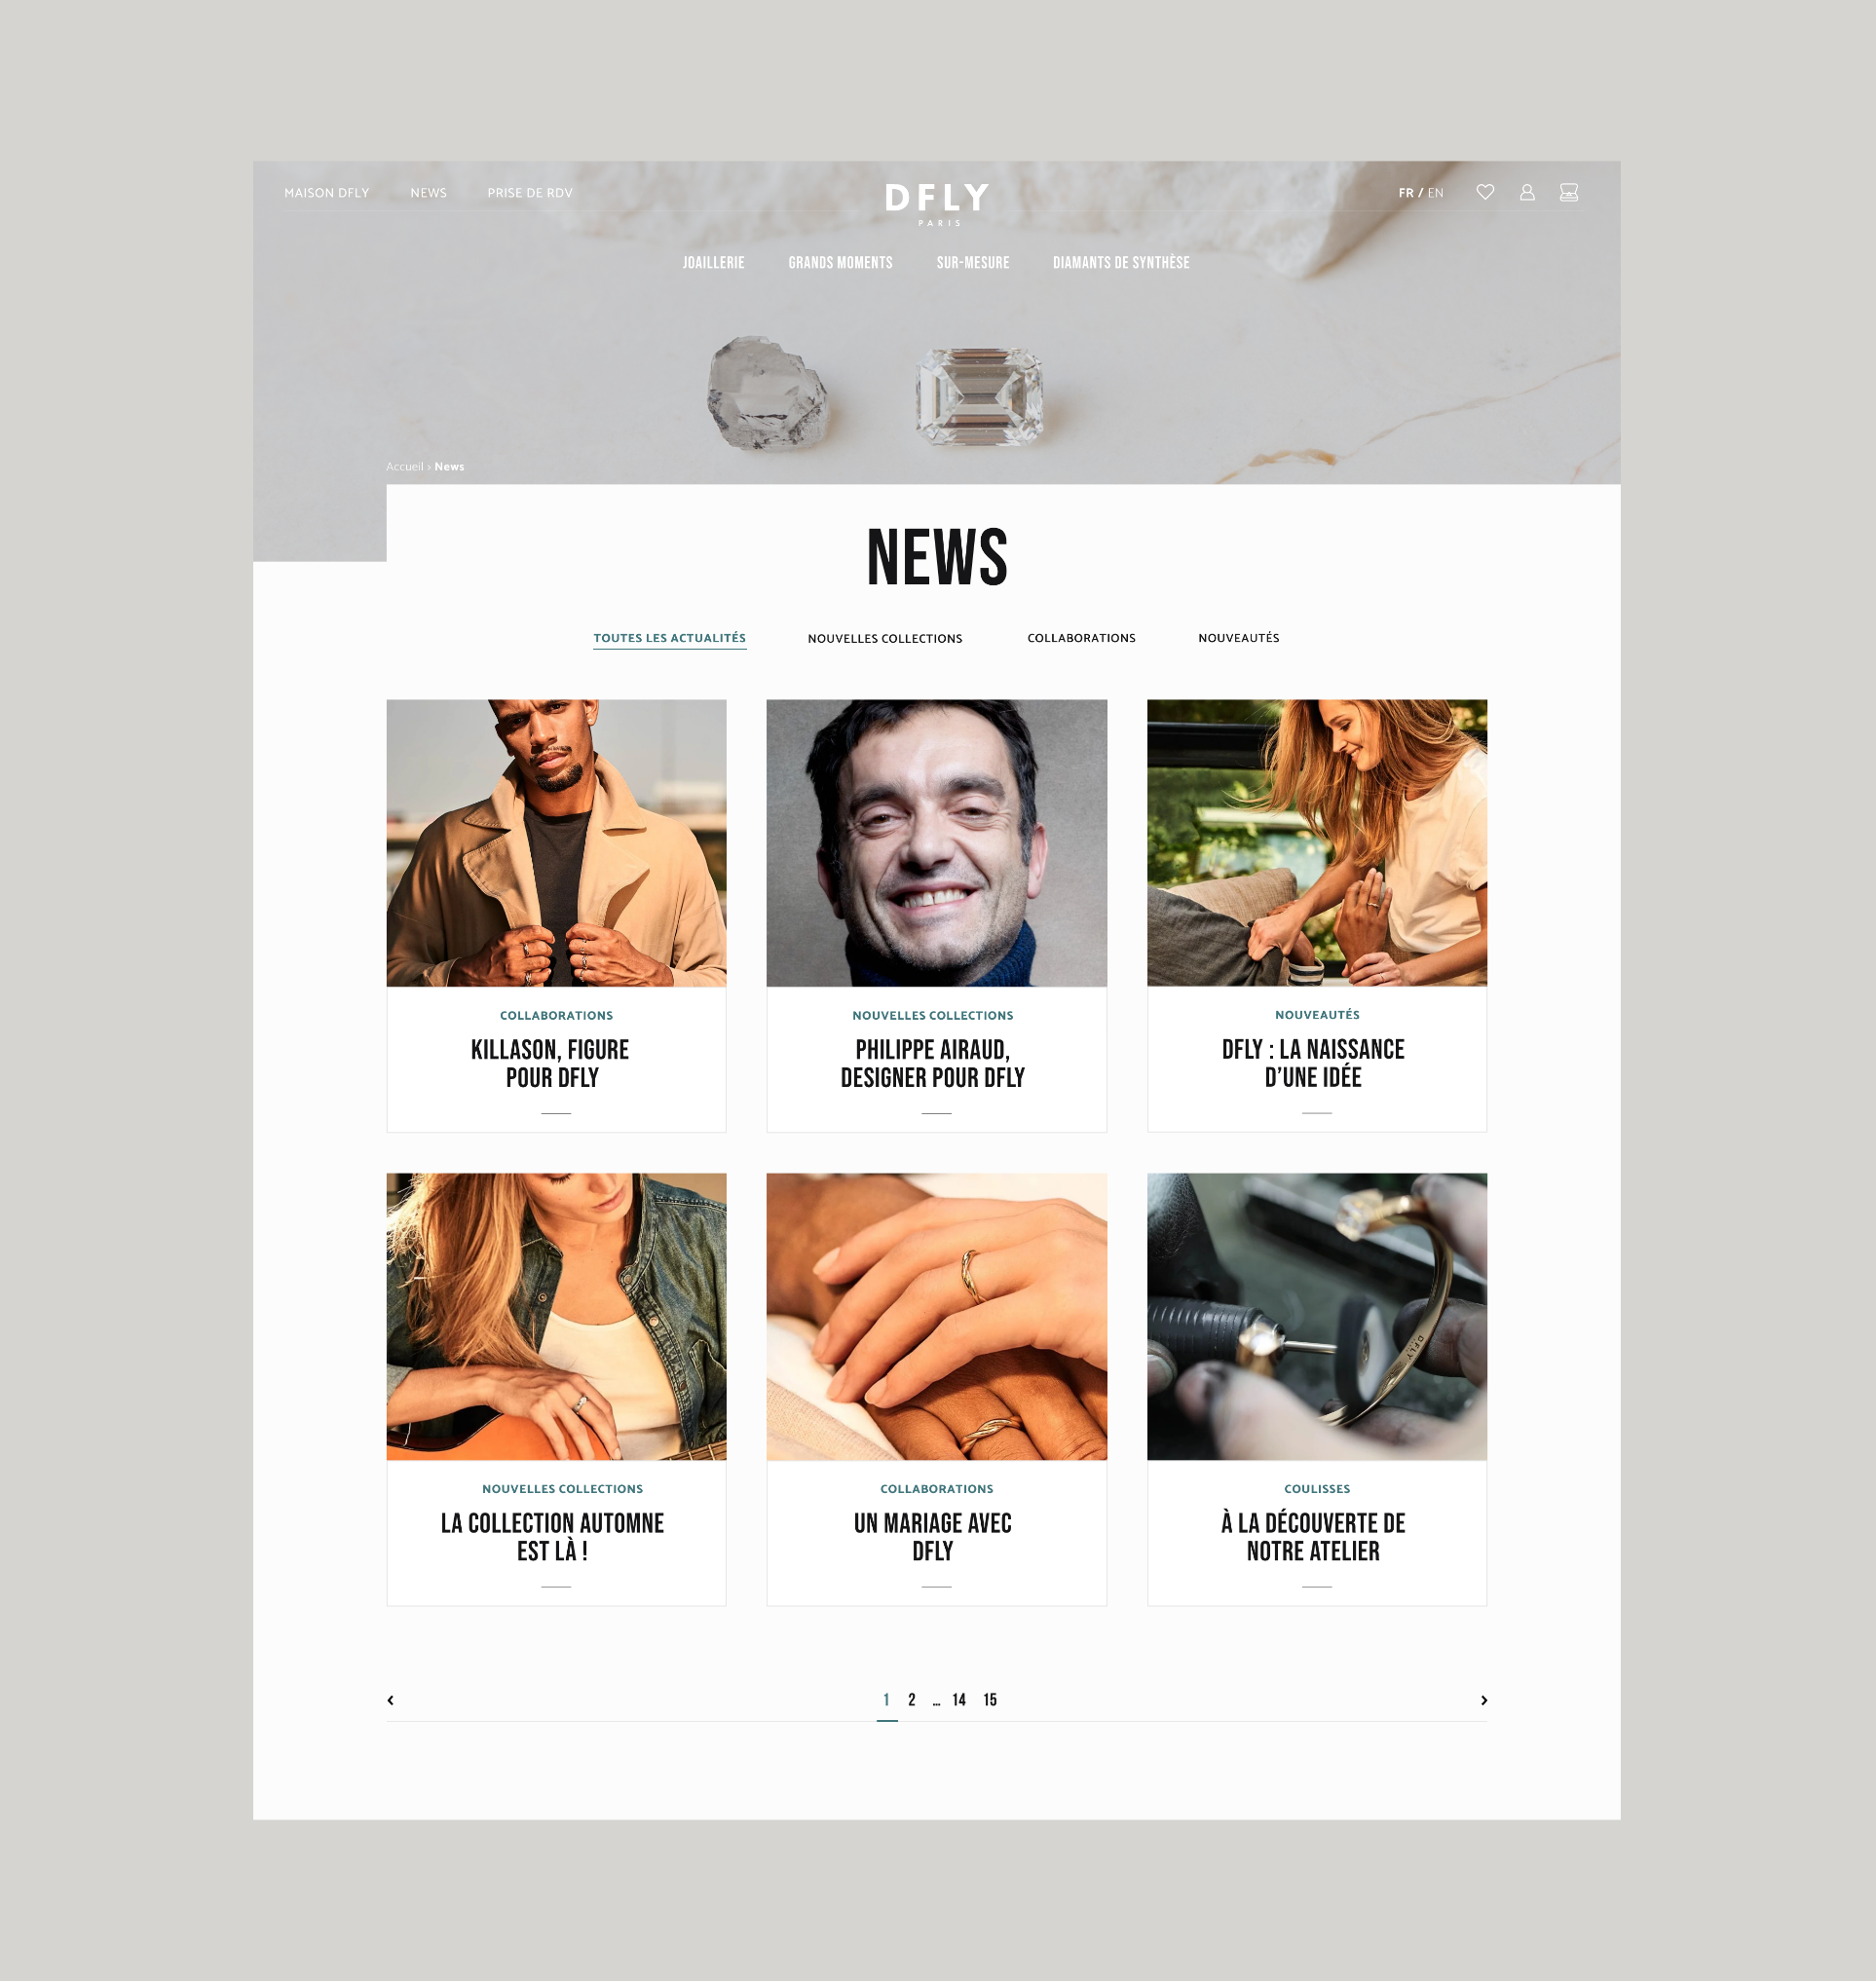 MAISON DFLY
NEWS
PRISE DE RDV
DFLY
PARIS
FR / EN
JOAILLERIE
GRANDS MOMENTS
SUR-MESURE
DIAMANTS DE SYNTHÈSE
Accueil › News
NEWS
TOUTES LES ACTUALITÉS
NOUVELLES COLLECTIONS
COLLABORATIONS
NOUVEAUTÉS
COLLABORATIONS
KILLASON, FIGURE
POUR DFLY
NOUVELLES COLLECTIONS
PHILIPPE AIRAUD,
DESIGNER POUR DFLY
NOUVEAUTÉS
DFLY : LA NAISSANCE
D’UNE IDÉE
NOUVELLES COLLECTIONS
LA COLLECTION AUTOMNE
EST LÀ !
COLLABORATIONS
UN MARIAGE AVEC
DFLY
DFLY
COULISSES
À LA DÉCOUVERTE DE
NOTRE ATELIER
‹ 1 2 … 14 15 ›